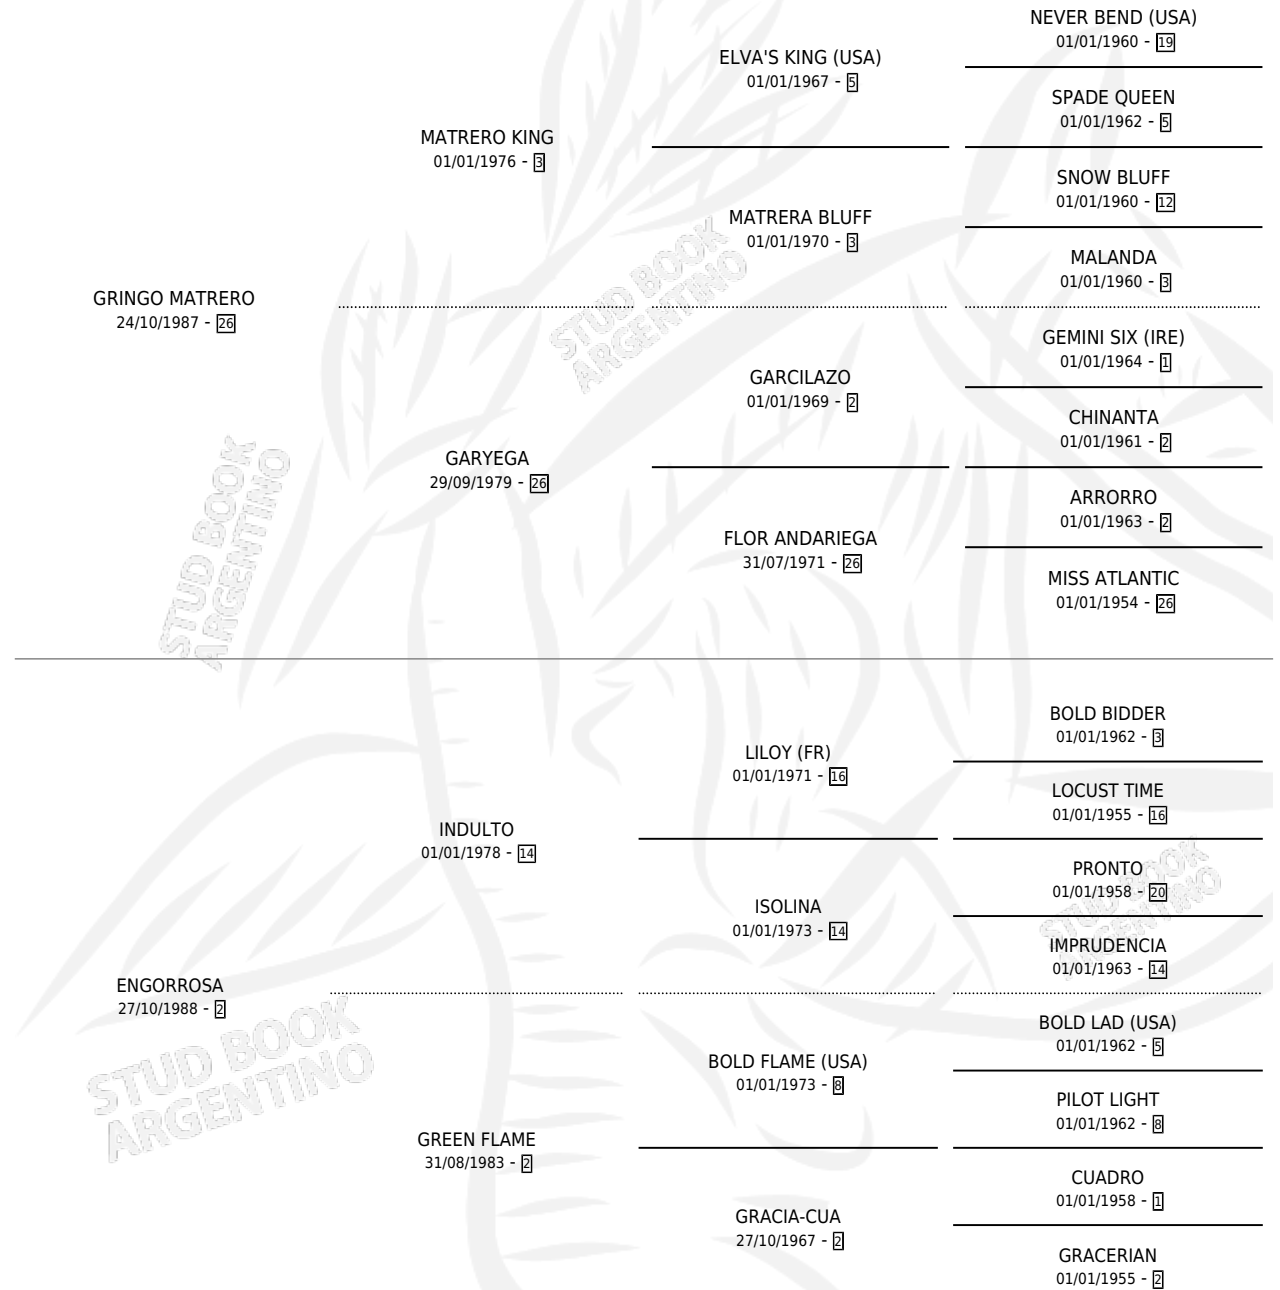 NEVER BEND (USA)
01/01/1960 - 19
ELVA'S KING (USA)
01/01/1967 - 5
SPADE QUEEN
01/01/1962 - 5
MATRERO KING
01/01/1976 - 3
SNOW BLUFF
01/01/1960 - 12
MATRERA BLUFF
01/01/1970 - 3
MALANDA
01/01/1960 - 3
GRINGO MATRERO
24/10/1987 - 26
GEMINI SIX (IRE)
01/01/1964 - 1
GARCILAZO
01/01/1969 - 2
CHINANTA
01/01/1961 - 2
GARYEGA
29/09/1979 - 26
ARRORRO
01/01/1963 - 2
FLOR ANDARIEGA
31/07/1971 - 26
MISS ATLANTIC
01/01/1954 - 26
STUD BOOK
ARGENTINO
STUD BOOK
ARGENTINO
BOLD BIDDER
01/01/1962 - 3
LILOY (FR)
01/01/1971 - 16
LOCUST TIME
01/01/1955 - 16
INDULTO
01/01/1978 - 14
PRONTO
01/01/1958 - 20
ISOLINA
01/01/1973 - 14
IMPRUDENCIA
01/01/1963 - 14
ENGORROSA
27/10/1988 - 2
BOLD LAD (USA)
01/01/1962 - 5
BOLD FLAME (USA)
01/01/1973 - 8
PILOT LIGHT
01/01/1962 - 8
GREEN FLAME
31/08/1983 - 2
CUADRO
01/01/1958 - 1
GRACIA-CUA
27/10/1967 - 2
GRACERIAN
01/01/1955 - 2
STUD BOOK
ARGENTINO
STUD BOOK
ARGENTINO